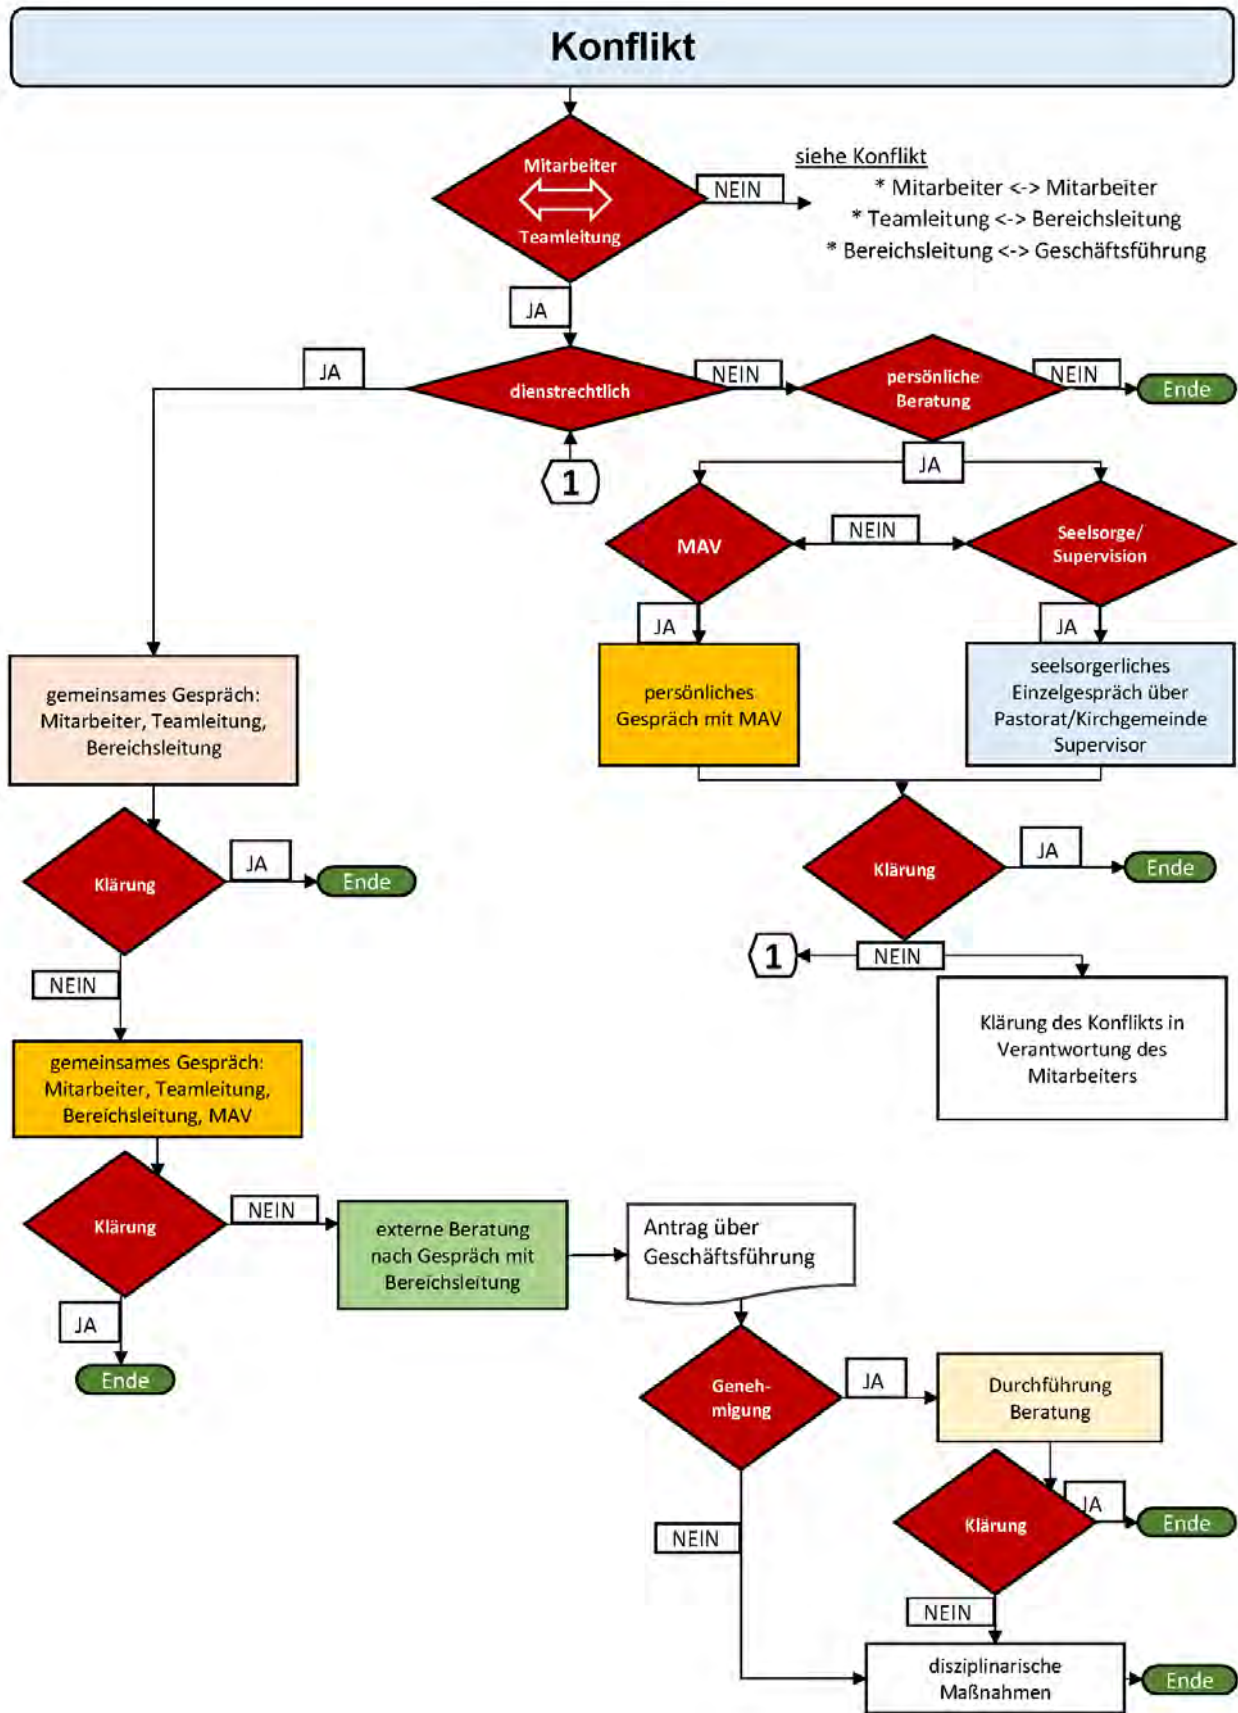 Konflikt
Mitarbeiter
Teamleitung
NEIN
siehe Konflikt
* Mitarbeiter <-> Mitarbeiter
* Teamleitung <-> Bereichsleitung
* Bereichsleitung <-> Geschäftsführung
JA
JA
dienstrechtlich
NEIN
persönliche
Beratung
NEIN
Ende
1
JA
MAV
NEIN
Seelsorge/
Supervision
JA
JA
gemeinsames Gespräch:
Mitarbeiter, Teamleitung,
Bereichsleitung
persönliches
Gespräch mit MAV
seelsorgerliches
Einzelgespräch über
Pastorat/Kirchgemeinde
Supervisor
Klärung
JA
Ende
Klärung
JA
Ende
NEIN
1
NEIN
Klärung des Konflikts in
Verantwortung des
Mitarbeiters
gemeinsames Gespräch:
Mitarbeiter, Teamleitung,
Bereichsleitung, MAV
Klärung
NEIN
externe Beratung
nach Gespräch mit
Bereichsleitung
Antrag über
Geschäftsführung
JA
Ende
Geneh-
migung
JA
Durchführung
Beratung
NEIN
Klärung
JA
Ende
NEIN
disziplinarische
Maßnahmen
Ende